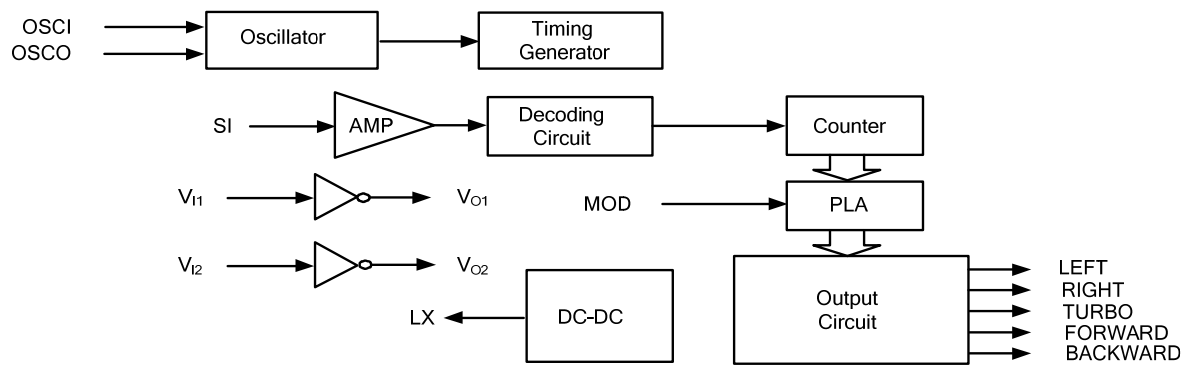 OSCI
OSCO
Oscillator
Timing
Generator
SI
AMP
Decoding
Circuit
Counter
VI1
VO1
MOD
PLA
VI2
VO2
LX
DC-DC
Output
Circuit
LEFT
RIGHT
TURBO
FORWARD
BACKWARD